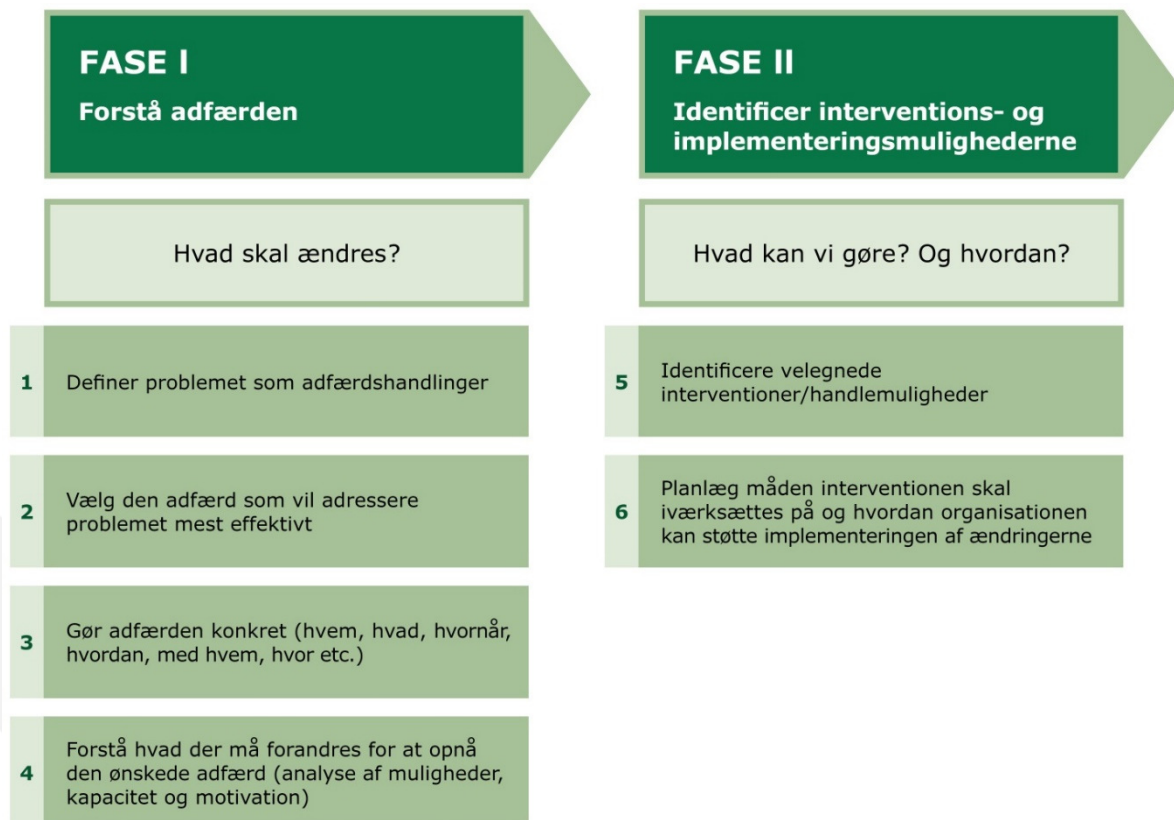 FASE I
Forstå adfærden
Hvad skal ændres?
1
Definer problemet som adfærdshandlinger
2
Vælg den adfærd som vil adressere
problemet mest effektivt
3
Gør adfærden konkret (hvem, hvad, hvornår,
hvordan, med hvem, hvor etc.)
4
Forstå hvad der må forandres for at opnå
den ønskede adfærd (analyse af muligheder,
kapacitet og motivation)
FASE II
Identificer interventions- og
implementeringsmulighederne
Hvad kan vi gøre? Og hvordan?
5
Identificere velegnede
interventioner/handlemuligheder
6
Planlæg måden interventionen skal
iværksættes på og hvordan organisationen
kan støtte implementeringen af ændringerne